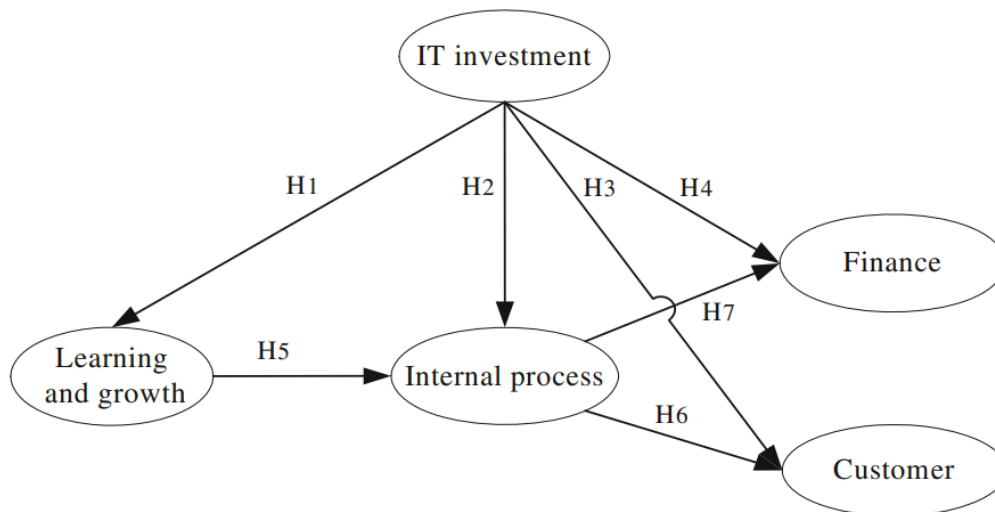 IT investment
H1
H2
H3
H4
Finance
H7
Learning
and growth
H5
Internal process
H6
Customer